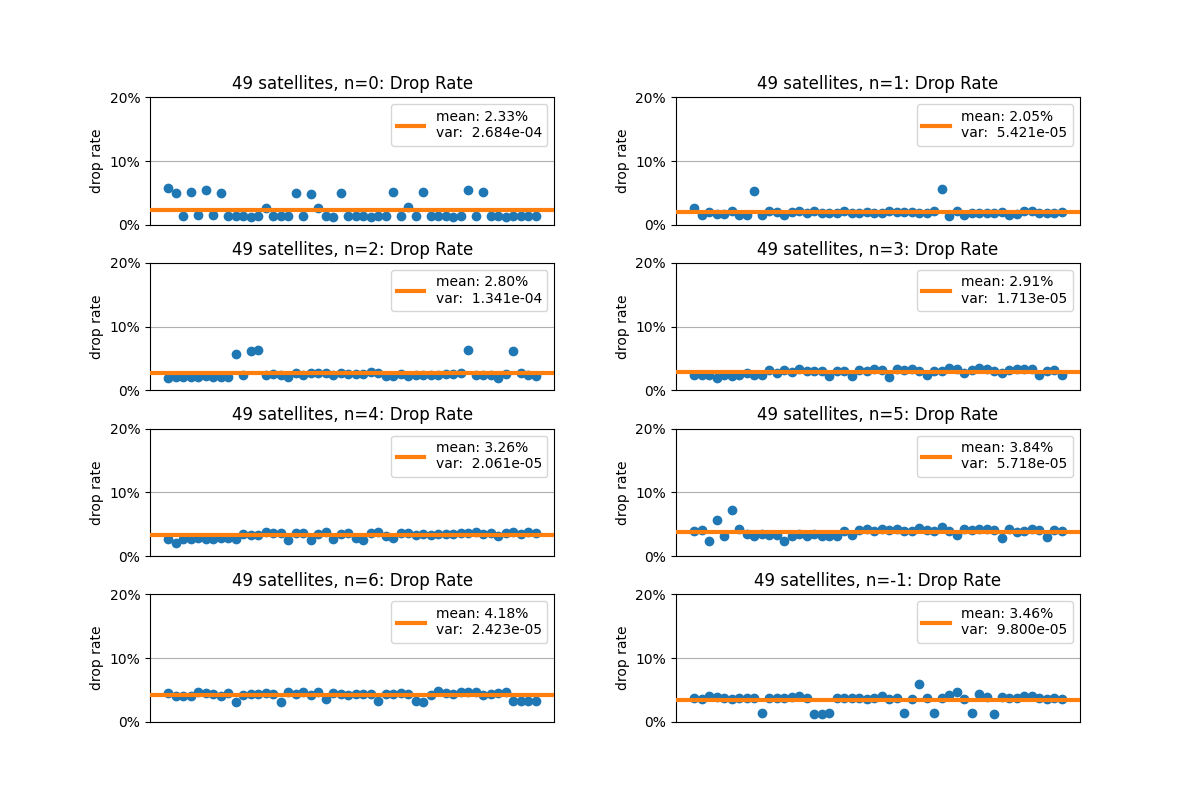 49 satellites, n=0: Drop Rate
20%
10%
0%
drop rate
mean: 2.33%
var: 2.684e-04
49 satellites, n=1: Drop Rate
20%
10%
0%
drop rate
mean: 2.05%
var: 5.421e-05
49 satellites, n=2: Drop Rate
20%
10%
0%
drop rate
mean: 2.80%
var: 1.341e-04
49 satellites, n=3: Drop Rate
20%
10%
0%
drop rate
mean: 2.91%
var: 1.713e-05
49 satellites, n=4: Drop Rate
20%
10%
0%
drop rate
mean: 3.26%
var: 2.061e-05
49 satellites, n=5: Drop Rate
20%
10%
0%
drop rate
mean: 3.84%
var: 5.718e-05
49 satellites, n=6: Drop Rate
20%
10%
0%
drop rate
mean: 4.18%
var: 2.423e-05
49 satellites, n=-1: Drop Rate
20%
10%
0%
drop rate
mean: 3.46%
var: 9.800e-05